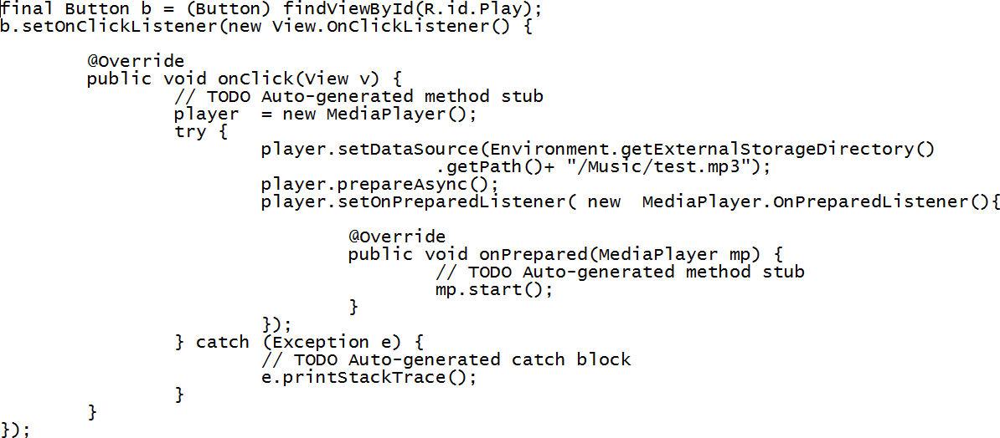 final Button b = (Button) findViewById(R.id.Play);
b.setOnClickListener(new View.OnClickListener() {
@Override
public void onClick(View v) {
// TODO Auto-generated method stub
player  = new MediaPlayer();
try {
player.setDataSource(Environment.getExternalStorageDirectory()
.getPath()+ "/Music/test.mp3");
player.prepareAsync();
player.setOnPreparedListener( new  MediaPlayer.OnPreparedListener(){
@Override
public void onPrepared(MediaPlayer mp) {
// TODO Auto-generated method stub
mp.start();
}
});
} catch (Exception e) {
// TODO Auto-generated catch block
e.printStackTrace();
}
}
});